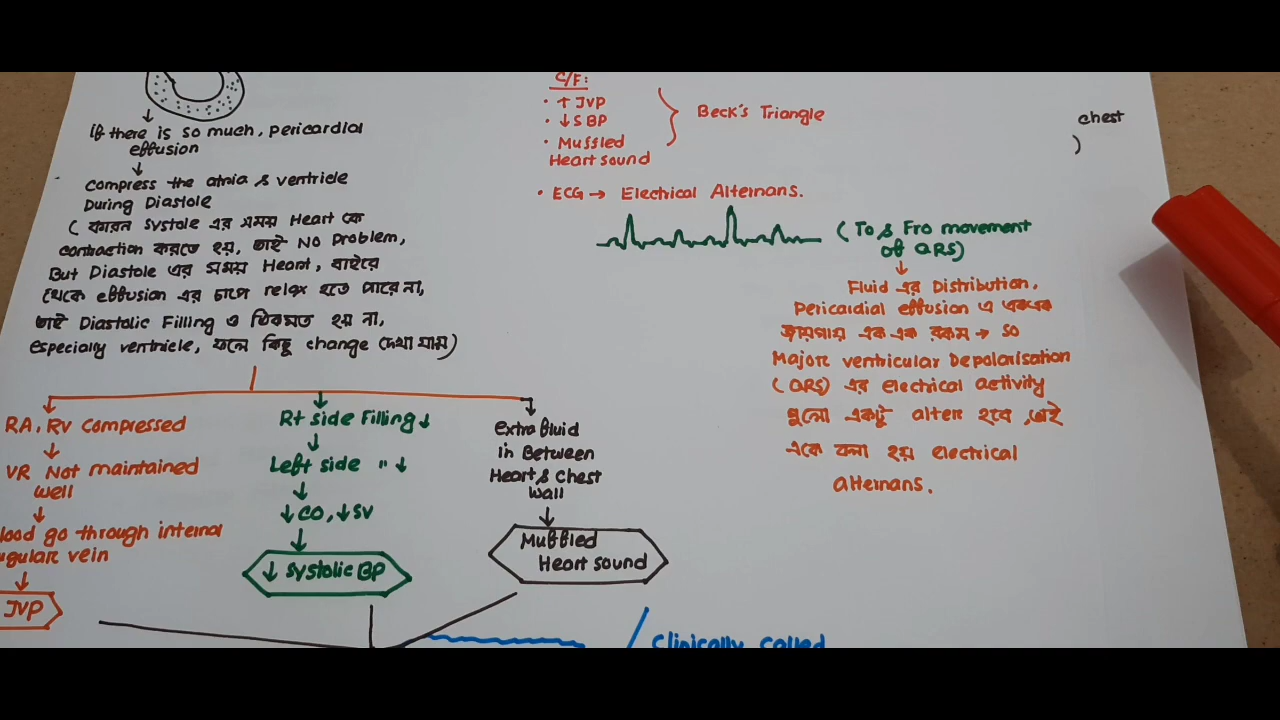 if there is so much, pericardial
effusion
compress the atria & ventricle
During Diastole
( কারন systole এর সময় Heart কে
contraction করতে হয়, তাই No problem,
But Diastole এর সময় Heart, বাইরে
থেকে effusion এর চাপে relax হতে পারে না,
তাই Diastolic Filling ও ঠিকমত হয় না,
especially ventricle, ফলে কিছু change দেখা যায়)
RA, RV compressed
VR Not maintained
well
lood go through internal
ugular vein
JVP
Rt side Filling ↓
Left side " ↓
↓ CO, ↓ SV
↓ systolic BP
extra fluid
in Between
Heart & chest
wall
Muffled
Heart sound
C/F:
• ↑ JVP
• ↓ SBP
• Muffled
Heart sound
Beck's Triangle
• ECG → Electrical Alternans.
( To & Fro movement
of QRS)
Fluid এর Distribution,
Pericardial effusion এ একএক
জায়গায় এক এক রকম → so
Major ventricular Depolarisation
(QRS) এর electrical activity
গুলো একটু alter হবে, তাই
একে বলা হয় electrical
alternans.
chest
)
Clinically called